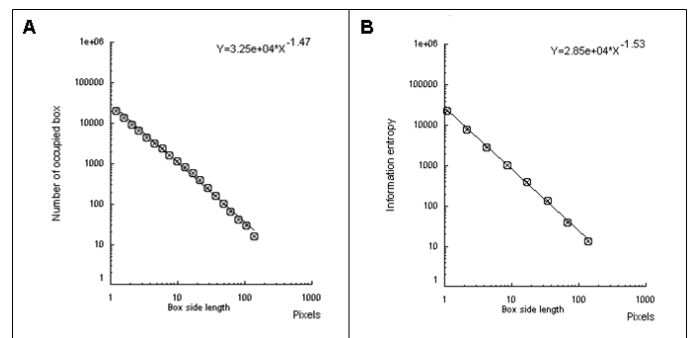 A
Y=3.25e+04*X^-1.47
Number of occupied box
1e+06
100000
10000
1000
100
10
1
1 10 100 1000
Box side length
Pixels
B
Y=2.85e+04*X^-1.53
Information entropy
1e+06
100000
10000
1000
100
10
1
1 10 100 1000
Box side length
Pixels